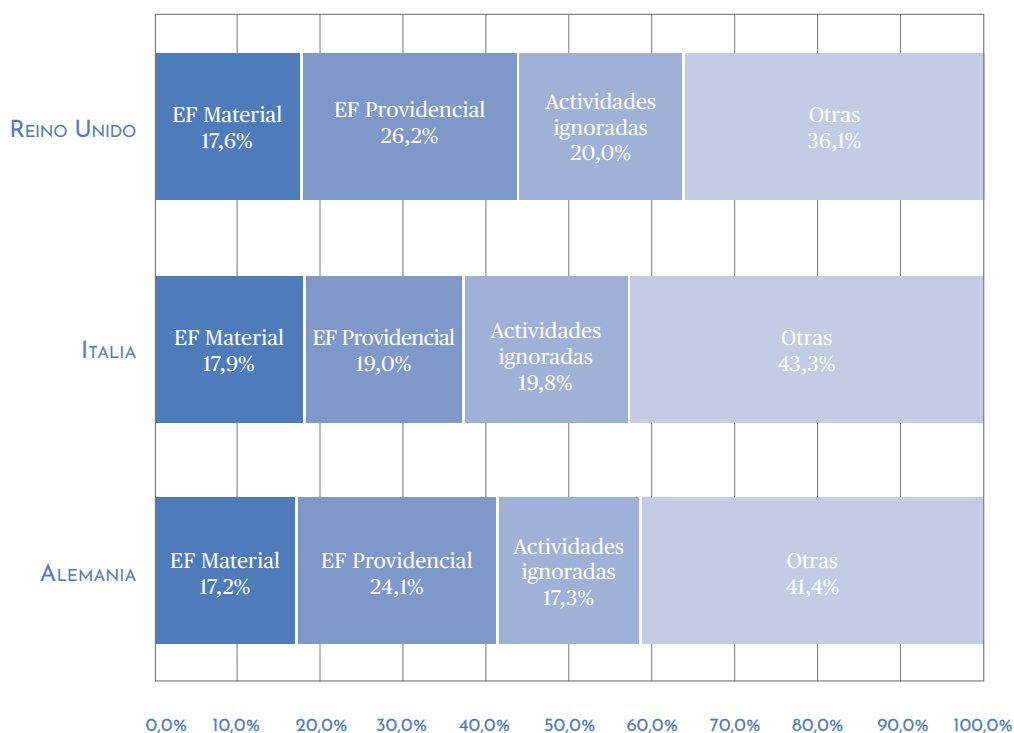 Reino Unido
EF Material
17,6%
EF Providencial
26,2%
Actividades
ignoradas
20,0%
Otras
36,1%
Italia
EF Material
17,9%
EF Providencial
19,0%
Actividades
ignoradas
19,8%
Otras
43,3%
Alemania
EF Material
17,2%
EF Providencial
24,1%
Actividades
ignoradas
17,3%
Otras
41,4%
0,0% 10,0% 20,0% 30,0% 40,0% 50,0% 60,0% 70,0% 80,0% 90,0% 100,0%